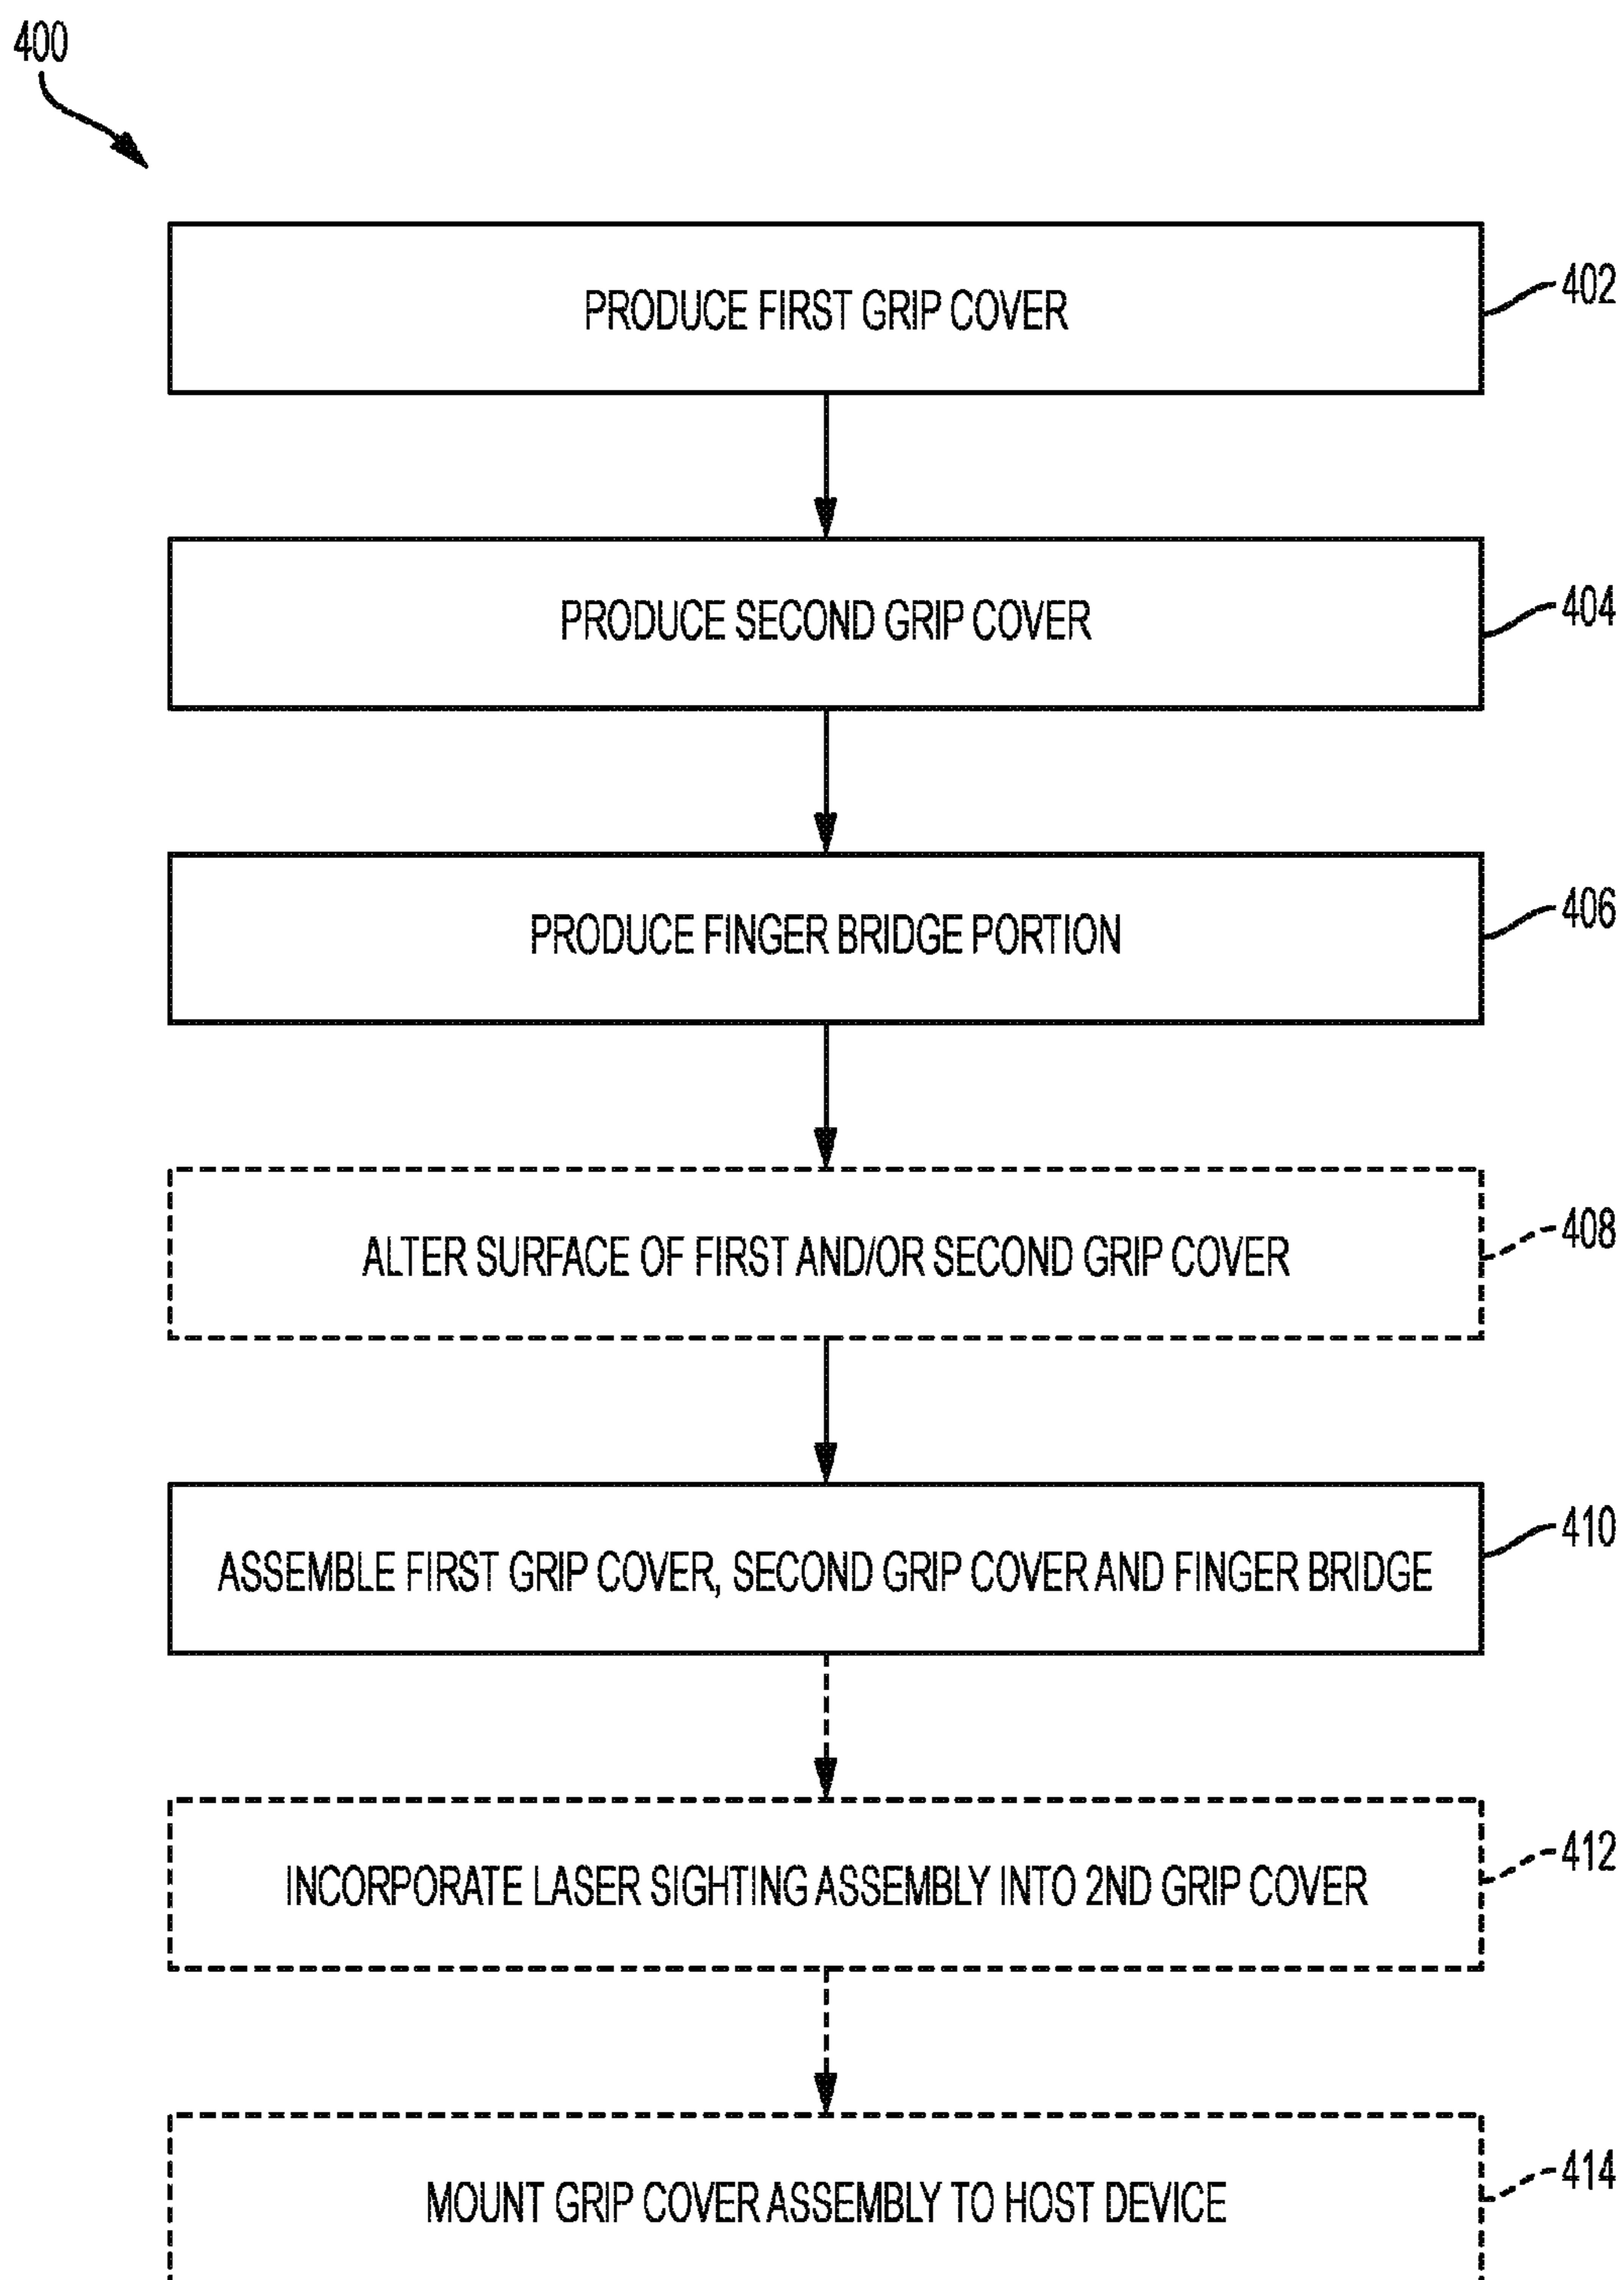 400
PRODUCE FIRST GRIP COVER
402
PRODUCE SECOND GRIP COVER
404
PRODUCE FINGER BRIDGE PORTION
406
ALTER SURFACE OF FIRST AND/OR SECOND GRIP COVER
408
ASSEMBLE FIRST GRIP COVER, SECOND GRIP COVER AND FINGER BRIDGE
410
INCORPORATE LASER SIGHTING ASSEMBLY INTO 2ND GRIP COVER
412
MOUNT GRIP COVER ASSEMBLY TO HOST DEVICE
414